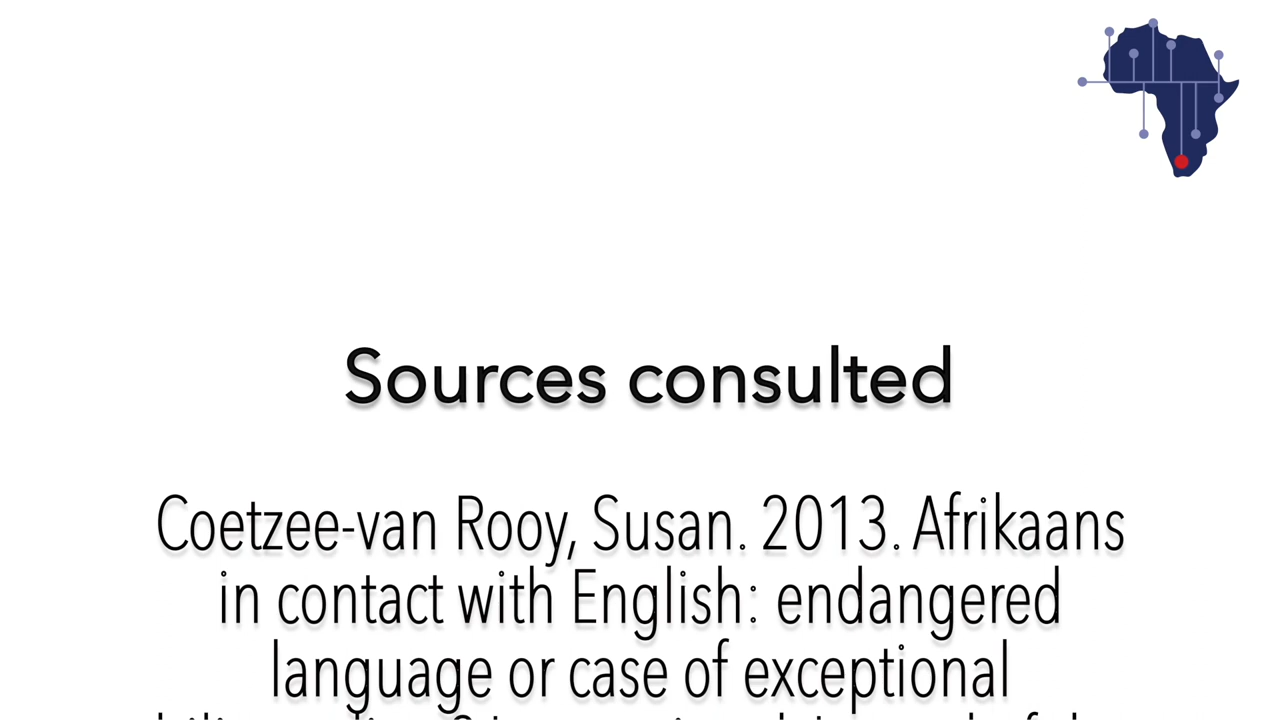 Sources consulted
Coetzee-van Rooy, Susan. 2013. Afrikaans
in contact with English: endangered
language or case of exceptional